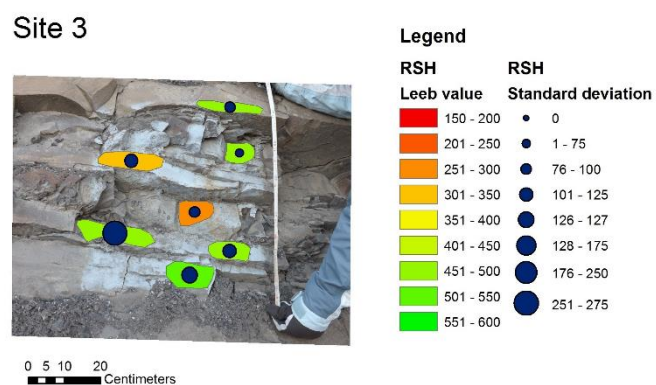 Site 3
Legend
RSH RSH
Leeb value Standard deviation
150 - 200 0
201 - 250 1 - 75
251 - 300 76 - 100
301 - 350 101 - 125
351 - 400 126 - 127
401 - 450 128 - 175
451 - 500 176 - 250
501 - 550 251 - 275
551 - 600
0 5 10 20
Centimeters